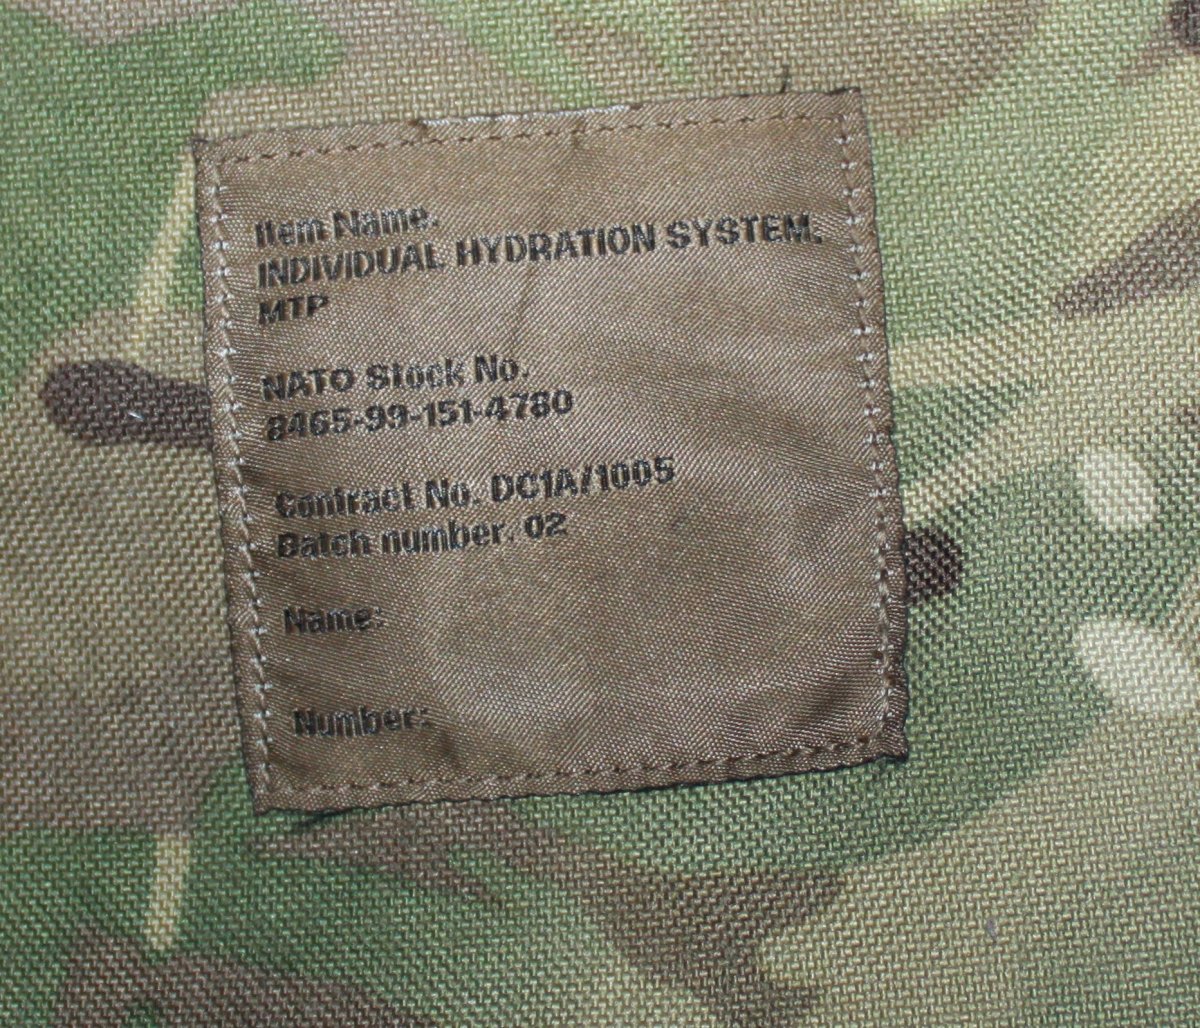 Item Name.
INDIVIDUAL HYDRATION SYSTEM,
MTP
NATO Stock No.
8465-99-151-4780
Contract No. DC1A/1005
Batch number. 02
Name:
Number: